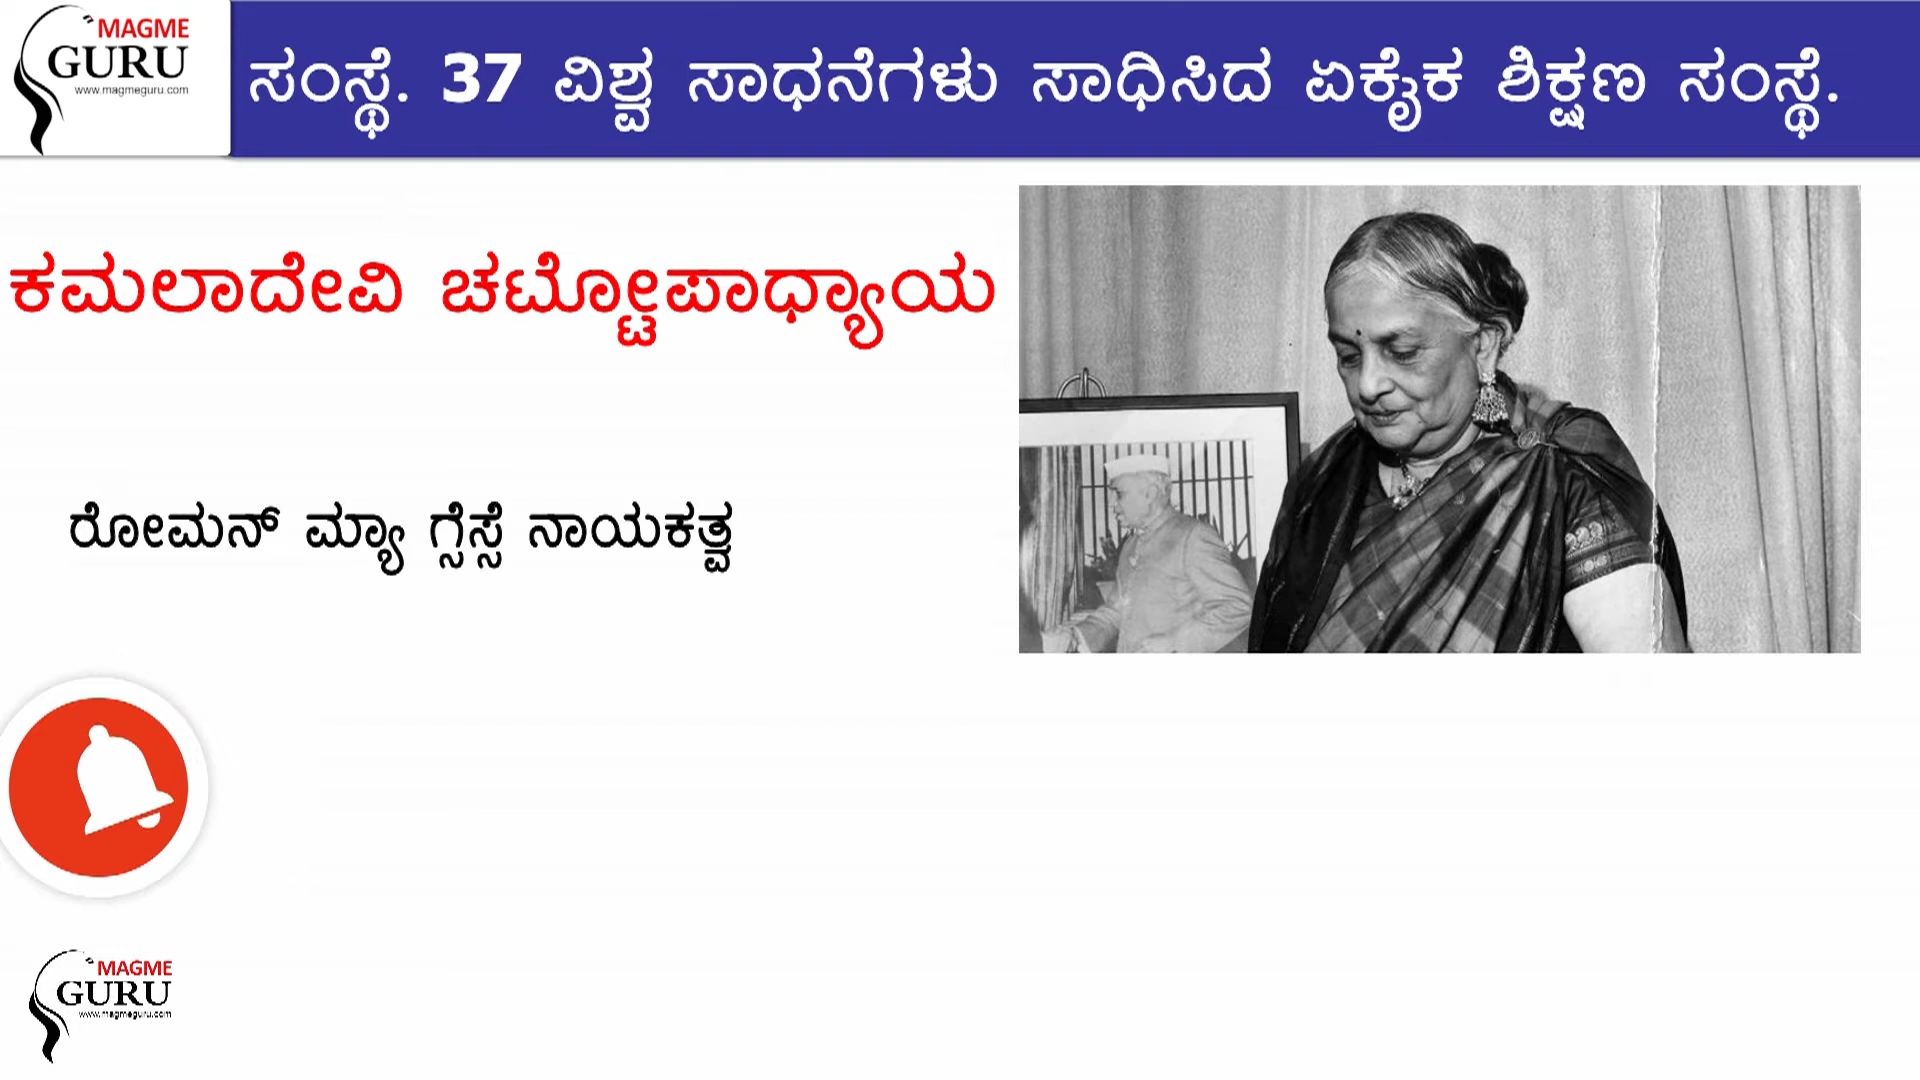 MAGME
GURU
www.magmeguru.com
ಸಂಸ್ಥೆ. 37 ವಿಶ್ವ ಸಾಧನೆಗಳು ಸಾಧಿಸಿದ ಏಕೈಕ ಶಿಕ್ಷಣ ಸಂಸ್ಥೆ.
ಕಮಲಾದೇವಿ ಚಟ್ಟೋಪಾಧ್ಯಾಯ
ರೋಮನ್ ಮ್ಯಾ ಗ್ಸೆಸ್ಸೆ ನಾಯಕತ್ವ
MAGME
GURU
www.magmeguru.com